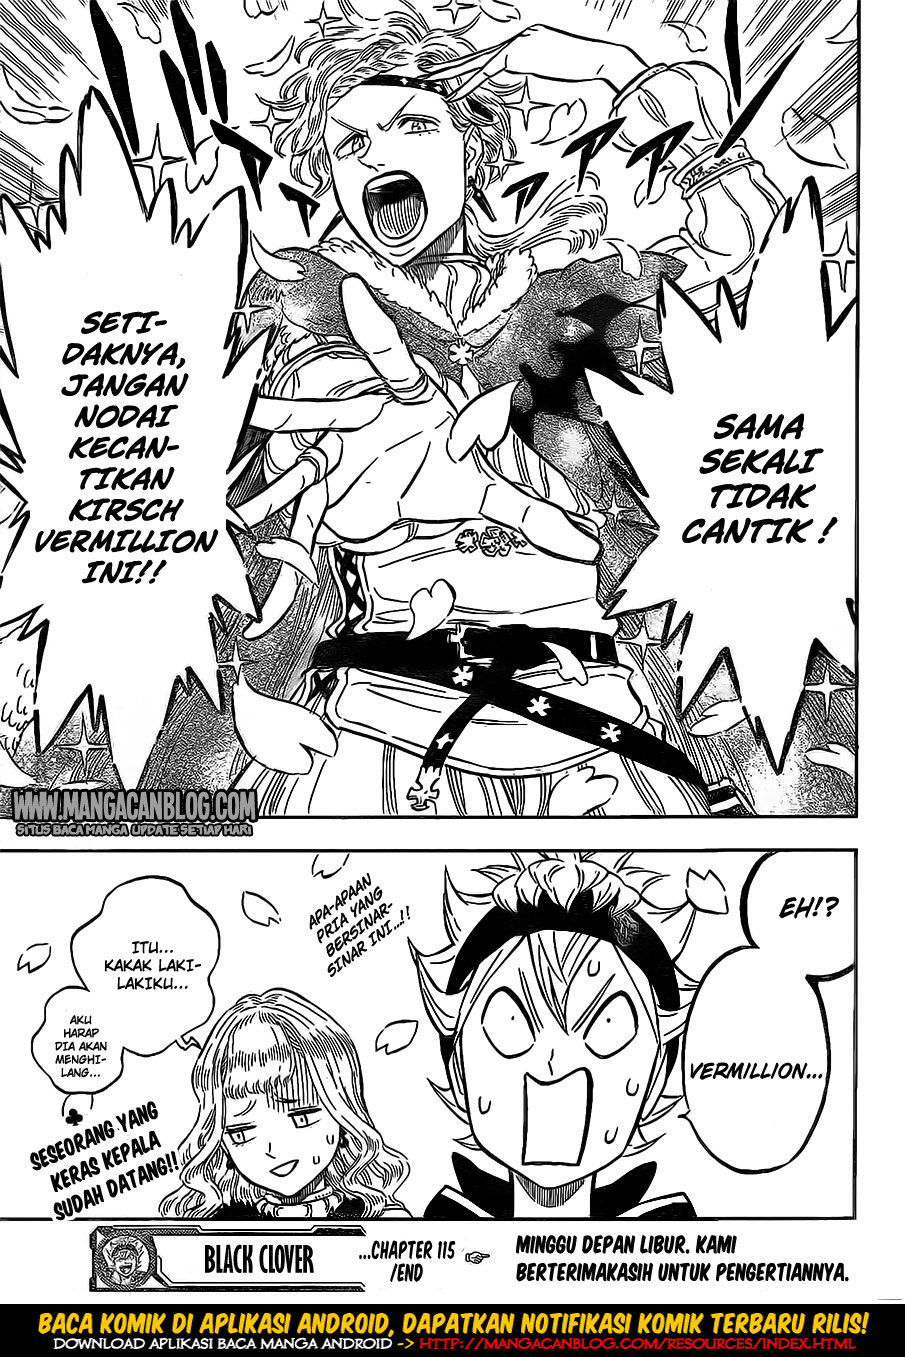 SAMA
SEKALI
TIDAK
CANTIK !
SETI-
DAKNYA,
JANGAN
NODAI
KECAN-
TIKAN
KIRSCH
VERMILLION
INI!!
WWW.MANGACANBLOG.COM
SITUS BACA MANGA UPDATE SETIAP HARI
EH!?
VERMILLION...
APA-APAAN
PRIA YANG
BERSINAR-
SINAR INI...!!
ITU...
KAKAK LAKI-
LAKIKU...
AKU
HARAP
DIA AKAN
MENGHI-
LANG...
SESEORANG YANG
KERAS KEPALA
SUDAH DATANG!!
BLACK CLOVER
...CHAPTER 115
/END
MINGGU DEPAN LIBUR. KAMI
BERTERIMAKASIH UNTUK PENGERTIANNYA.
BACA KOMIK DI APLIKASI ANDROID, DAPATKAN NOTIFIKASI KOMIK TERBARU RILIS!
DOWNLOAD APLIKASI BACA MANGA ANDROID -> HTTP://MANGACANBLOG.COM/RESOURCES/INDEX.HTML